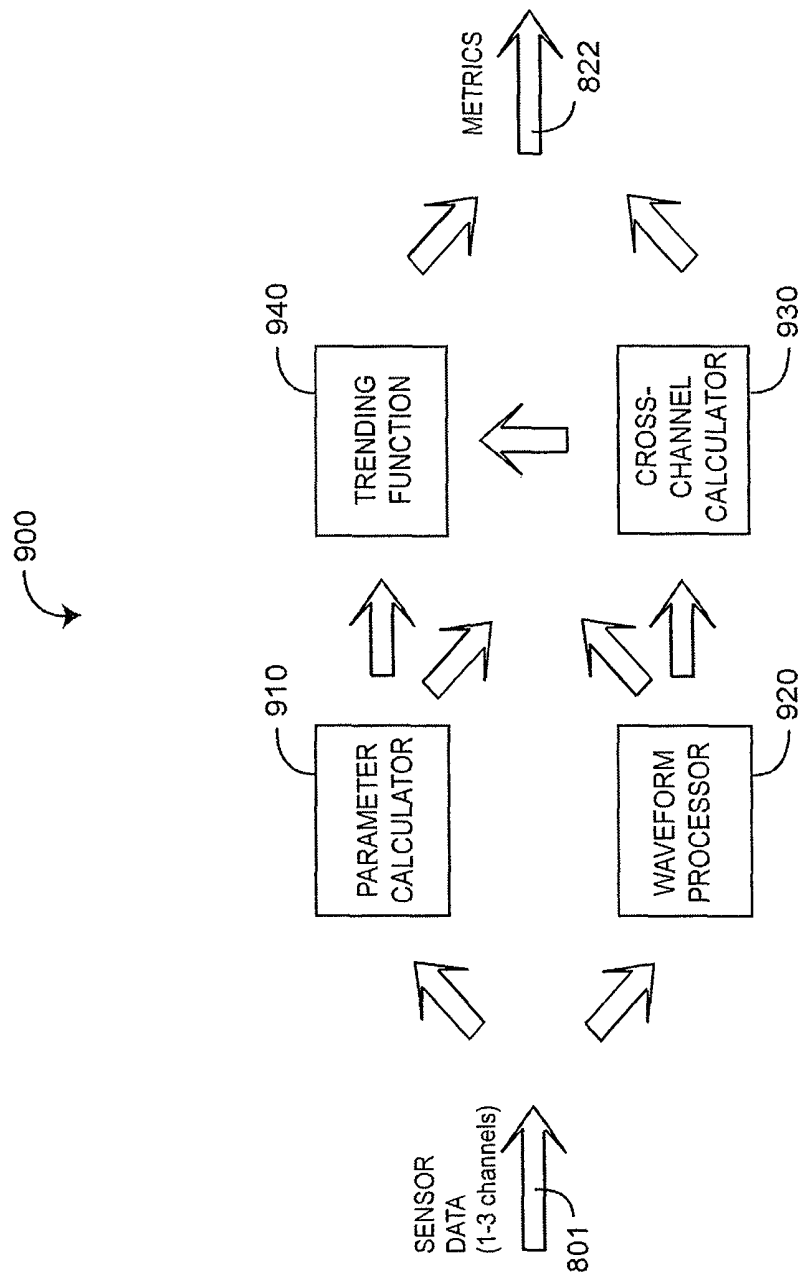 900
SENSOR
DATA
(1-3 channels)
801
910
PARAMETER
CALCULATOR
WAVEFORM
PROCESSOR
920
940
TRENDING
FUNCTION
CROSS-
CHANNEL
CALCULATOR
930
METRICS
822